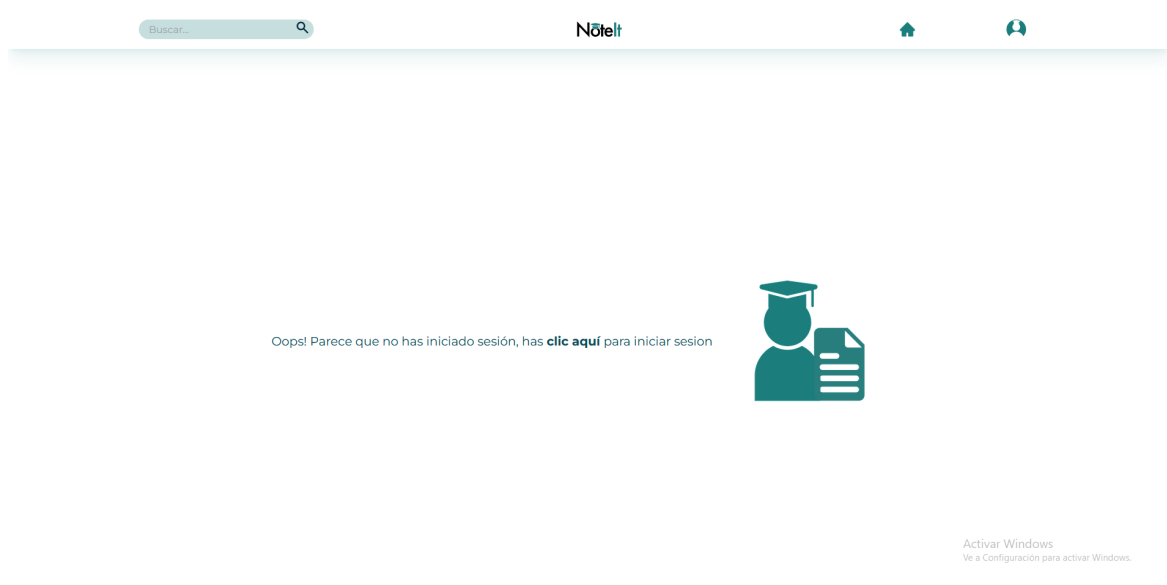 Buscar...
NōteIt
Oops! Parece que no has iniciado sesión, has clic aquí para iniciar sesion
Activar Windows
Ve a Configuración para activar Windows.